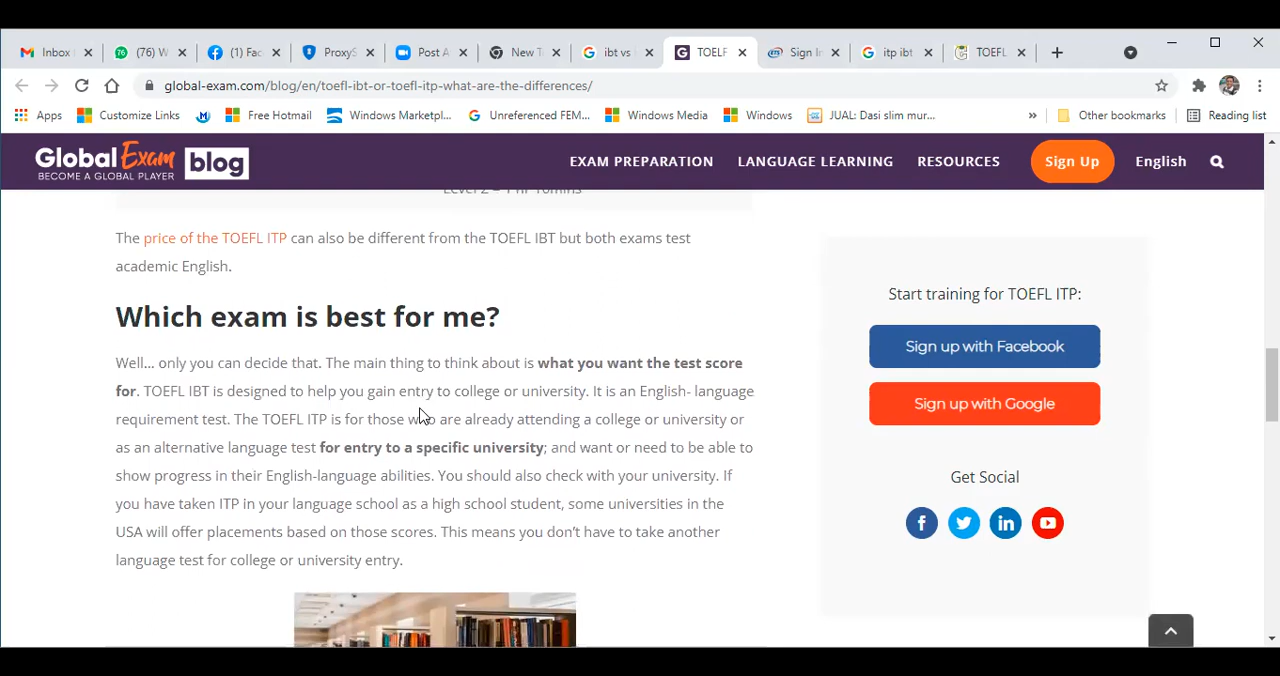 Inbox
(76) W
(1) Fac
ProxyS
Post A
New T
ibt vs
TOELF
Sign In
itp ibt
TOEFL
global-exam.com/blog/en/toefl-ibt-or-toefl-itp-what-are-the-differences/
Apps
Customize Links
Free Hotmail
Windows Marketpl...
Unreferenced FEM...
Windows Media
Windows
JUAL: Dasi slim mur...
»
Other bookmarks
Reading list
Global Exam blog
BECOME A GLOBAL PLAYER
EXAM PREPARATION
LANGUAGE LEARNING
RESOURCES
Sign Up
English
Level 2 = 1 hr 10mins
The price of the TOEFL ITP can also be different from the TOEFL IBT but both exams test
academic English.
Which exam is best for me?
Well... only you can decide that. The main thing to think about is what you want the test score
for. TOEFL IBT is designed to help you gain entry to college or university. It is an English- language
requirement test. The TOEFL ITP is for those who are already attending a college or university or
as an alternative language test for entry to a specific university; and want or need to be able to
show progress in their English-language abilities. You should also check with your university. If
you have taken ITP in your language school as a high school student, some universities in the
USA will offer placements based on those scores. This means you don't have to take another
language test for college or university entry.
Start training for TOEFL ITP:
Sign up with Facebook
Sign up with Google
Get Social